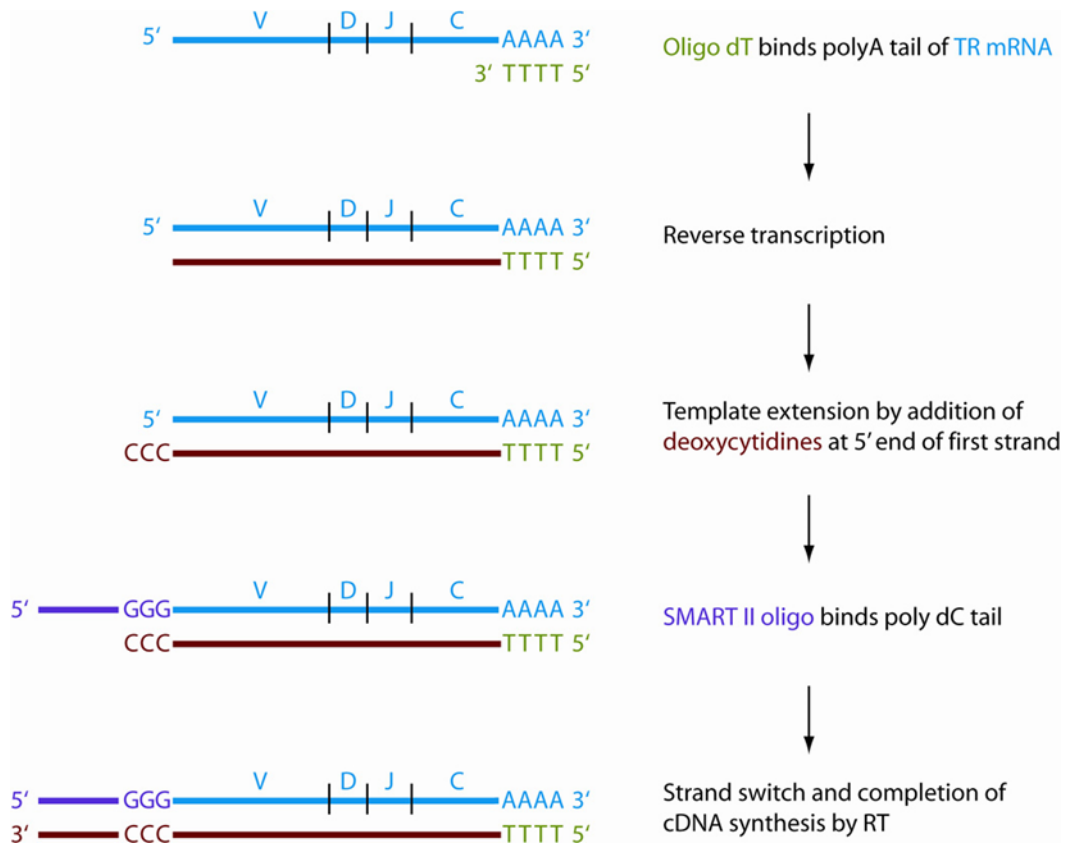 V D J C
5‘ AAAA 3‘
3‘ TTTT 5‘
Oligo dT binds polyA tail of TR mRNA
V D J C
5‘ AAAA 3‘
TTTT 5‘
Reverse transcription
V D J C
5‘ AAAA 3‘
CCC TTTT 5‘
Template extension by addition of
deoxycytidines at 5‘ end of first strand
V D J C
5‘ GGG AAAA 3‘
CCC TTTT 5‘
SMART II oligo binds poly dC tail
V D J C
5‘ GGG AAAA 3‘
3‘ CCC TTTT 5‘
Strand switch and completion of
cDNA synthesis by RT